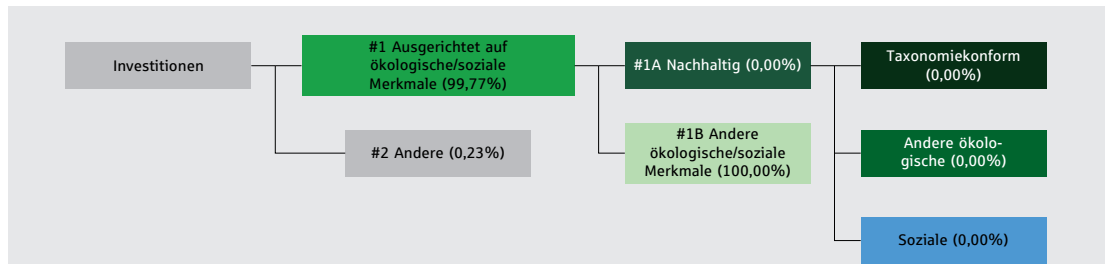 Investitionen
#1 Ausgerichtet auf
ökologische/soziale
Merkmale (99,77%)
#2 Andere (0,23%)
#1A Nachhaltig (0,00%)
#1B Andere
ökologische/soziale
Merkmale (100,00%)
Taxonomiekonform
(0,00%)
Andere ökolo-
gische (0,00%)
Soziale (0,00%)